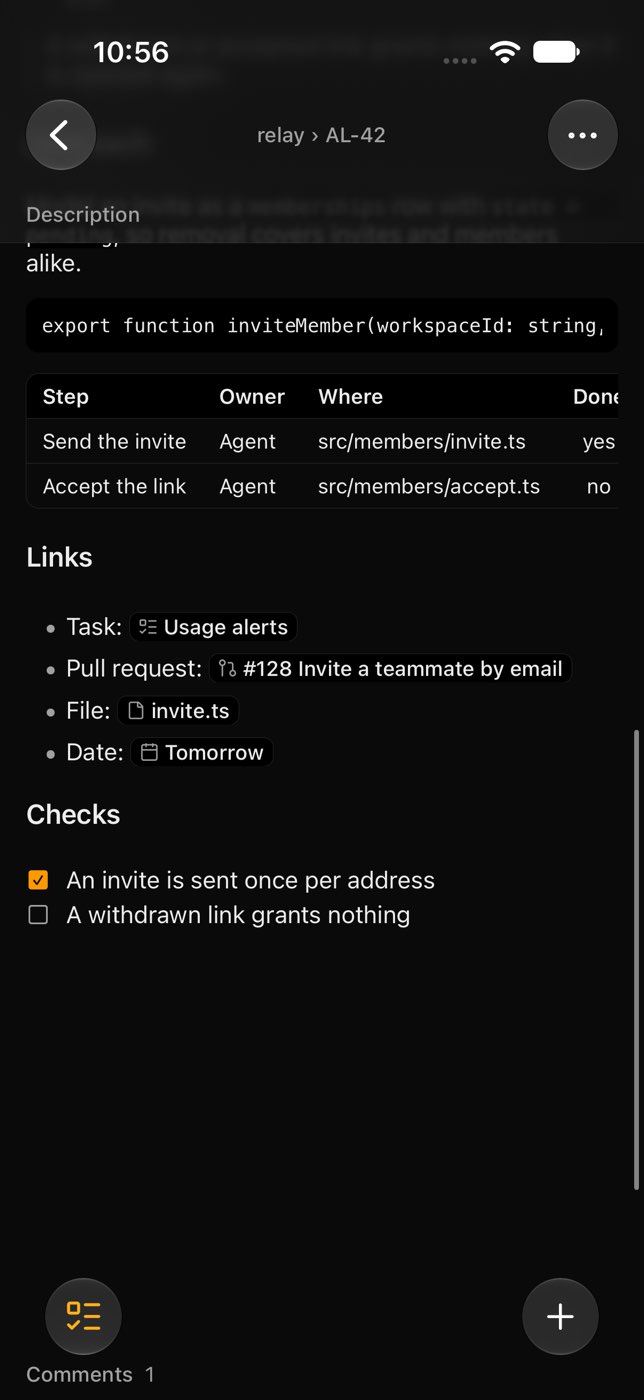 10:56
relay › AL-42
Description
alike.
export function inviteMember(workspaceId: string,
Step Owner Where Done
Send the invite Agent src/members/invite.ts yes
Accept the link Agent src/members/accept.ts no
Links
Task: Usage alerts
Pull request: #128 Invite a teammate by email
File: invite.ts
Date: Tomorrow
Checks
An invite is sent once per address
A withdrawn link grants nothing
Comments 1